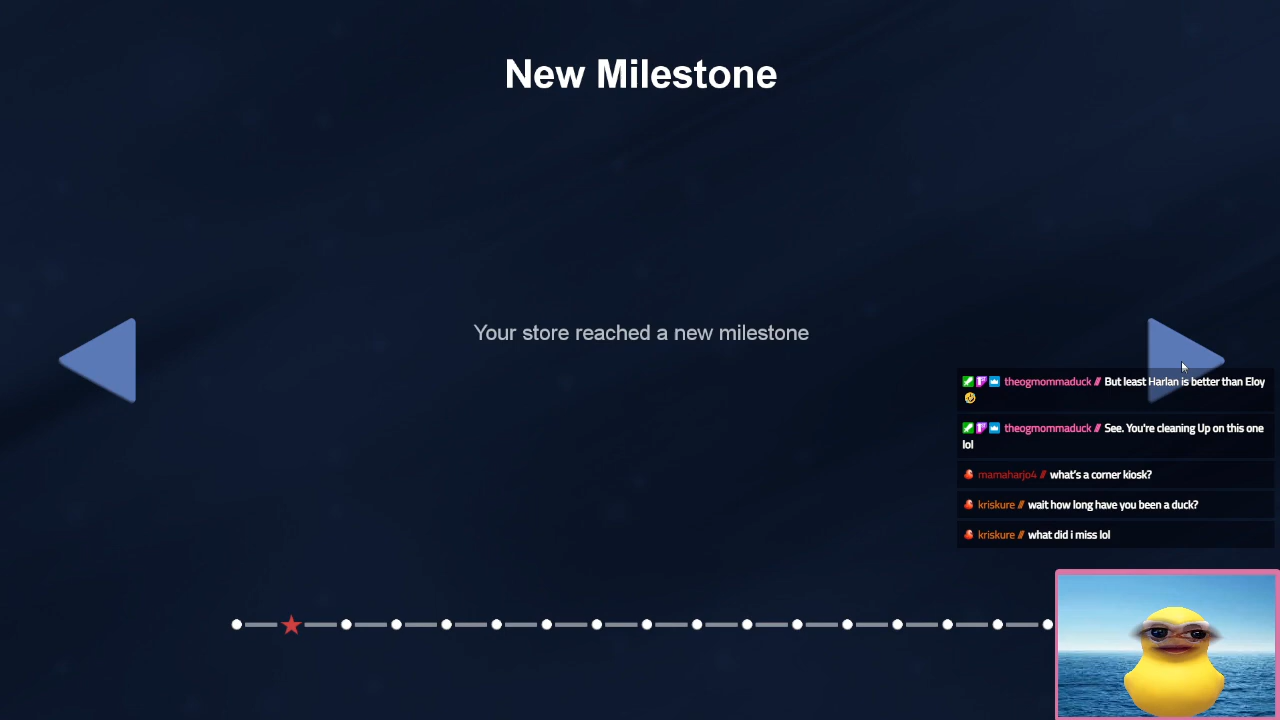 New Milestone
Your store reached a new milestone
theogmommaduck // But least Harlan is better than Eloy
🤣
theogmommaduck // See. You're cleaning Up on this one
lol
mamaharjo4 // what's a corner kiosk?
kriskure // wait how long have you been a duck?
kriskure // what did i miss lol